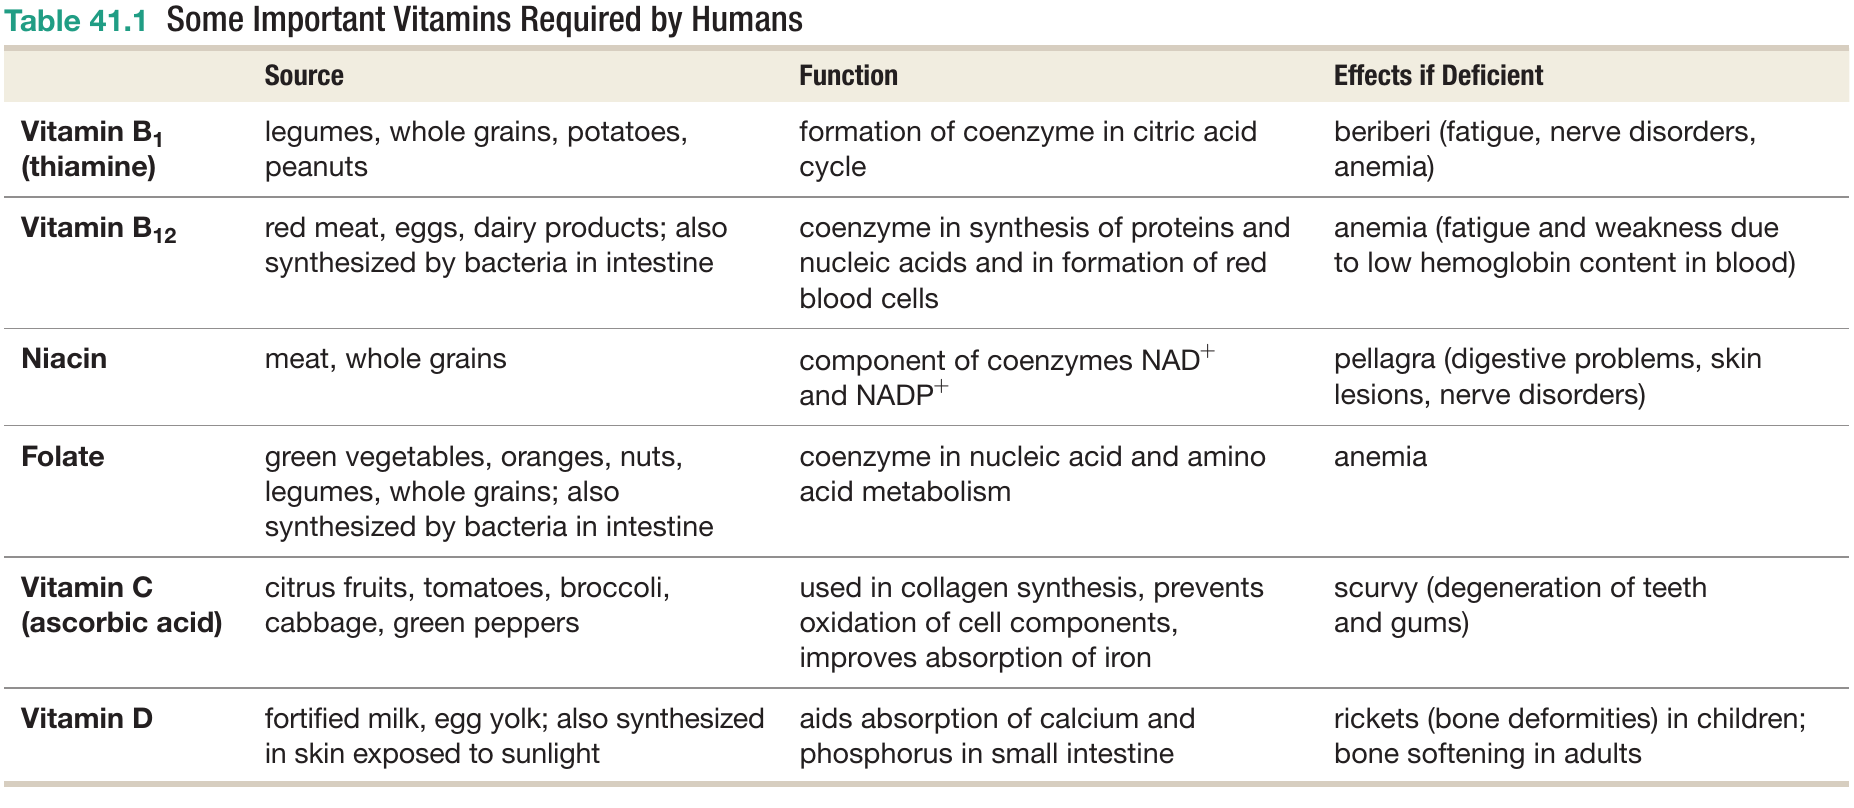 Table 41.1 Some Important Vitamins Required by Humans
Source Function Effects if Deficient
Vitamin B1 legumes, whole grains, potatoes, formation of coenzyme in citric acid beriberi (fatigue, nerve disorders,
(thiamine) peanuts cycle anemia)
Vitamin B12 red meat, eggs, dairy products; also coenzyme in synthesis of proteins and anemia (fatigue and weakness due
synthesized by bacteria in intestine nucleic acids and in formation of red to low hemoglobin content in blood)
blood cells
Niacin meat, whole grains component of coenzymes NAD+ pellagra (digestive problems, skin
and NADP+ lesions, nerve disorders)
Folate green vegetables, oranges, nuts, coenzyme in nucleic acid and amino anemia
legumes, whole grains; also acid metabolism
synthesized by bacteria in intestine
Vitamin C citrus fruits, tomatoes, broccoli, used in collagen synthesis, prevents scurvy (degeneration of teeth
(ascorbic acid) cabbage, green peppers oxidation of cell components, and gums)
improves absorption of iron
Vitamin D fortified milk, egg yolk; also synthesized aids absorption of calcium and rickets (bone deformities) in children;
in skin exposed to sunlight phosphorus in small intestine bone softening in adults